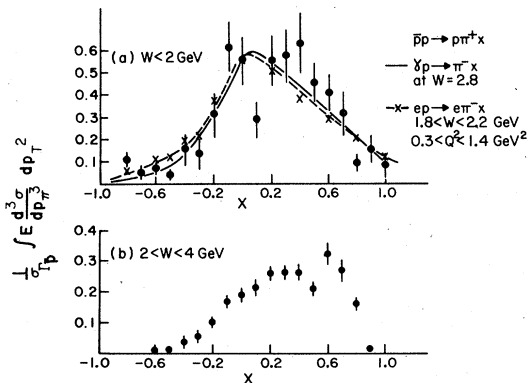 (a) W<2 GeV
p̄p→pπ⁺x
γp→π⁻x
at W=2.8
ep→eπ⁻x
1.8<W<2.2 GeV
0.3<Q²<1.4 GeV²
0.6
0.5
0.4
0.3
0.2
0.1
-1.0 -0.6 -0.2 0.2 0.6 1.0
X
1/σΓp ∫ E d³σ/dpπ³ dpT²
(b) 2<W<4 GeV
0.4
0.3
0.2
0.1
-1.0 -0.6 -0.2 0.2 0.6 1.0
X